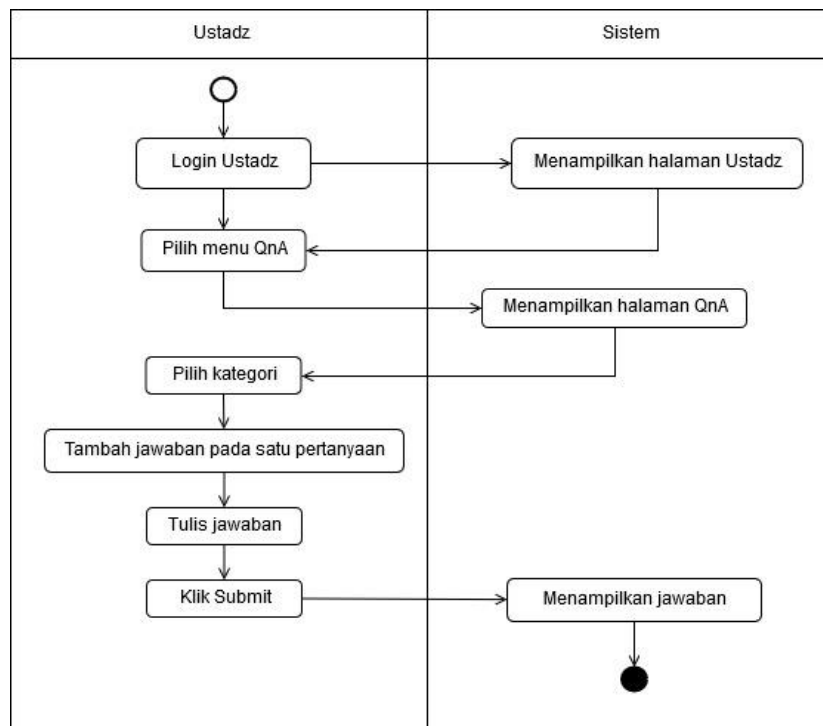 Ustadz
Sistem
Login Ustadz
Menampilkan halaman Ustadz
Pilih menu QnA
Menampilkan halaman QnA
Pilih kategori
Tambah jawaban pada satu pertanyaan
Tulis jawaban
Klik Submit
Menampilkan jawaban